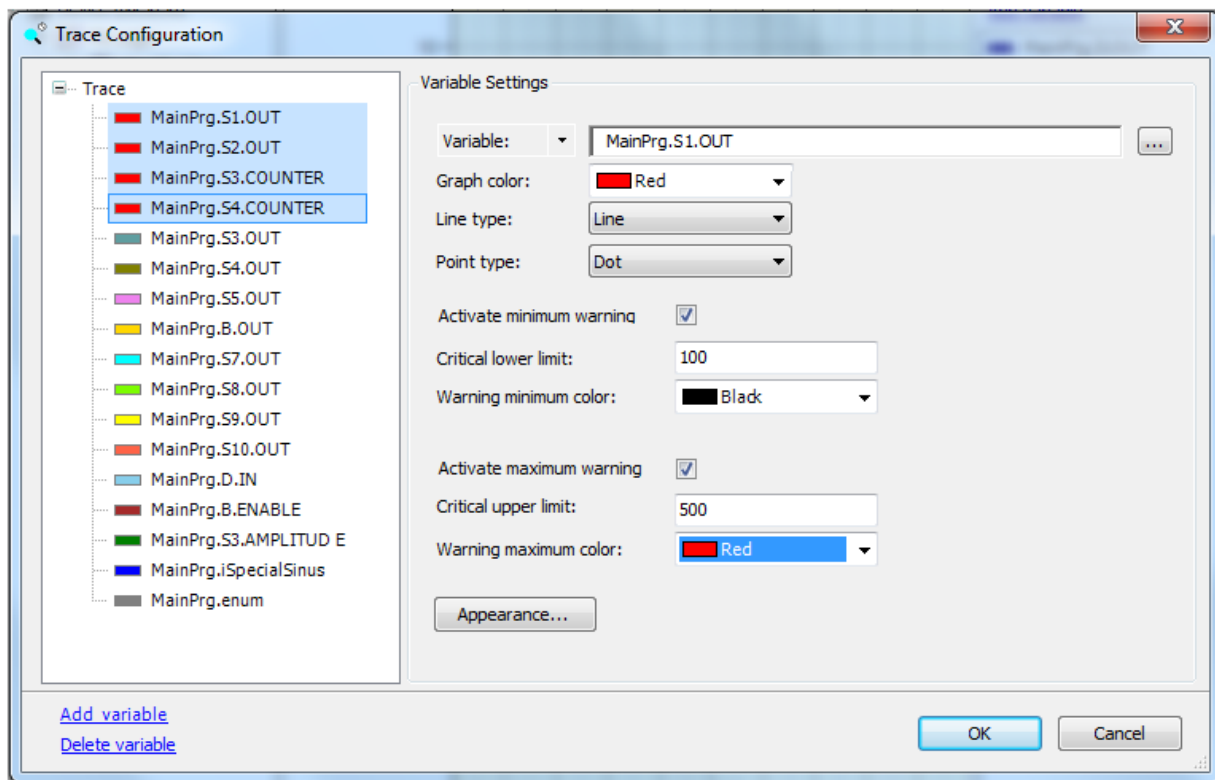 Trace Configuration
Trace
MainPrg.S1.OUT
MainPrg.S2.OUT
MainPrg.S3.COUNTER
MainPrg.S4.COUNTER
MainPrg.S3.OUT
MainPrg.S4.OUT
MainPrg.S5.OUT
MainPrg.B.OUT
MainPrg.S7.OUT
MainPrg.S8.OUT
MainPrg.S9.OUT
MainPrg.S10.OUT
MainPrg.D.IN
MainPrg.B.ENABLE
MainPrg.S3.AMPLITUD E
MainPrg.iSpecialSinus
MainPrg.enum
Add variable
Delete variable
Variable Settings
Variable: MainPrg.S1.OUT ...
Graph color: Red
Line type: Line
Point type: Dot
Activate minimum warning
Critical lower limit: 100
Warning minimum color: Black
Activate maximum warning
Critical upper limit: 500
Warning maximum color: Red
Appearance...
OK Cancel